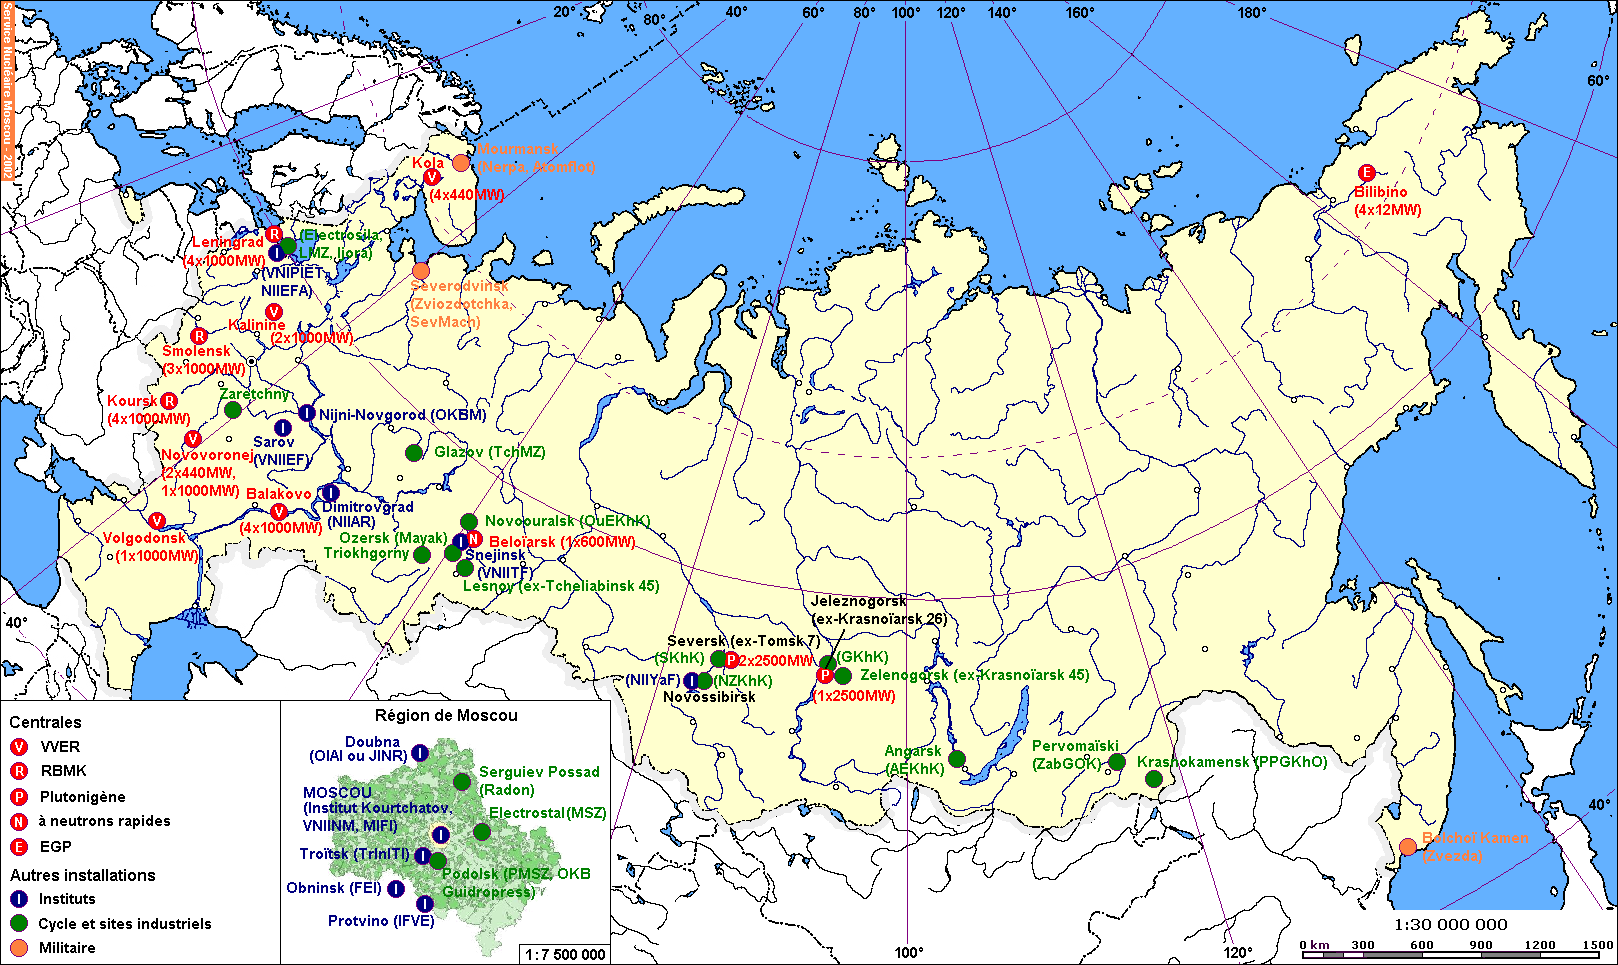 Service Nucléaire Moscou - 2002
20°
80°
40°
60°
80°
100°
120°
140°
160°
180°
60°
Mourmansk
(Nerpa, Atomflot)
Kola
V
(4x440MW)
E
Bilibino
(4x12MW)
R
Leningrad
(4x1000MW)
I
(Electrosila,
LMZ, Ijora)
(VNIPIET,
NIIEFA)
Severodvinsk
(Zviozdotchka,
SevMach)
V
Kalinine
(2x1000MW)
R
Smolensk
(3x1000MW)
Zaretchny
Koursk
R
(4x1000MW)
I
Nijni-Novgorod (OKBM)
I
Sarov
(VNIIEF)
V
Novovoronej
(2x440MW,
1x1000MW)
Glazov (TchMZ)
Balakovo
V
(4x1000MW)
I
Dimitrovgrad
(NIIAR)
V
Volgodonsk
(1x1000MW)
Novoouralsk (OuEKhK)
Ozersk (Mayak)
I
N
Beloïarsk (1x600MW)
Triokhgorny
Snejinsk
(VNIITF)
Lesnoy (ex-Tcheliabinsk 45)
40°
Jeleznogorsk
(ex-Krasnoïarsk 26)
Seversk (ex-Tomsk 7)
(SKhK)
P
2x2500MW
(GKhK)
(NIIYaF)
I
(NZKhK)
Novossibirsk
P
Zelenogorsk (ex-Krasnoïarsk 45)
(1x2500MW)
Angarsk
(AEKhK)
Pervomaïski
(ZabGOK)
Krasnokamensk (PPGKhO)
40°
Bolchoï Kamen
(Zvezda)
100°
120°
Centrales
V VVER
R RBMK
P Plutonigène
N à neutrons rapides
E EGP
Autres installations
I Instituts
Cycle et sites industriels
Militaire
Région de Moscou
Doubna
(OIAI ou JINR)
I
Serguiev Possad
(Radon)
MOSCOU
(Institut Kourtchatov,
VNIINM, MIFI)
I
Electrostal (MSZ)
Troïtsk (TrinITI)
I
Podolsk (PMSZ, OKB
Guidropress)
Obninsk (FEI)
I
Protvino (IFVE)
I
1:7 500 000
1:30 000 000
0 km 300 600 900 1200 1500